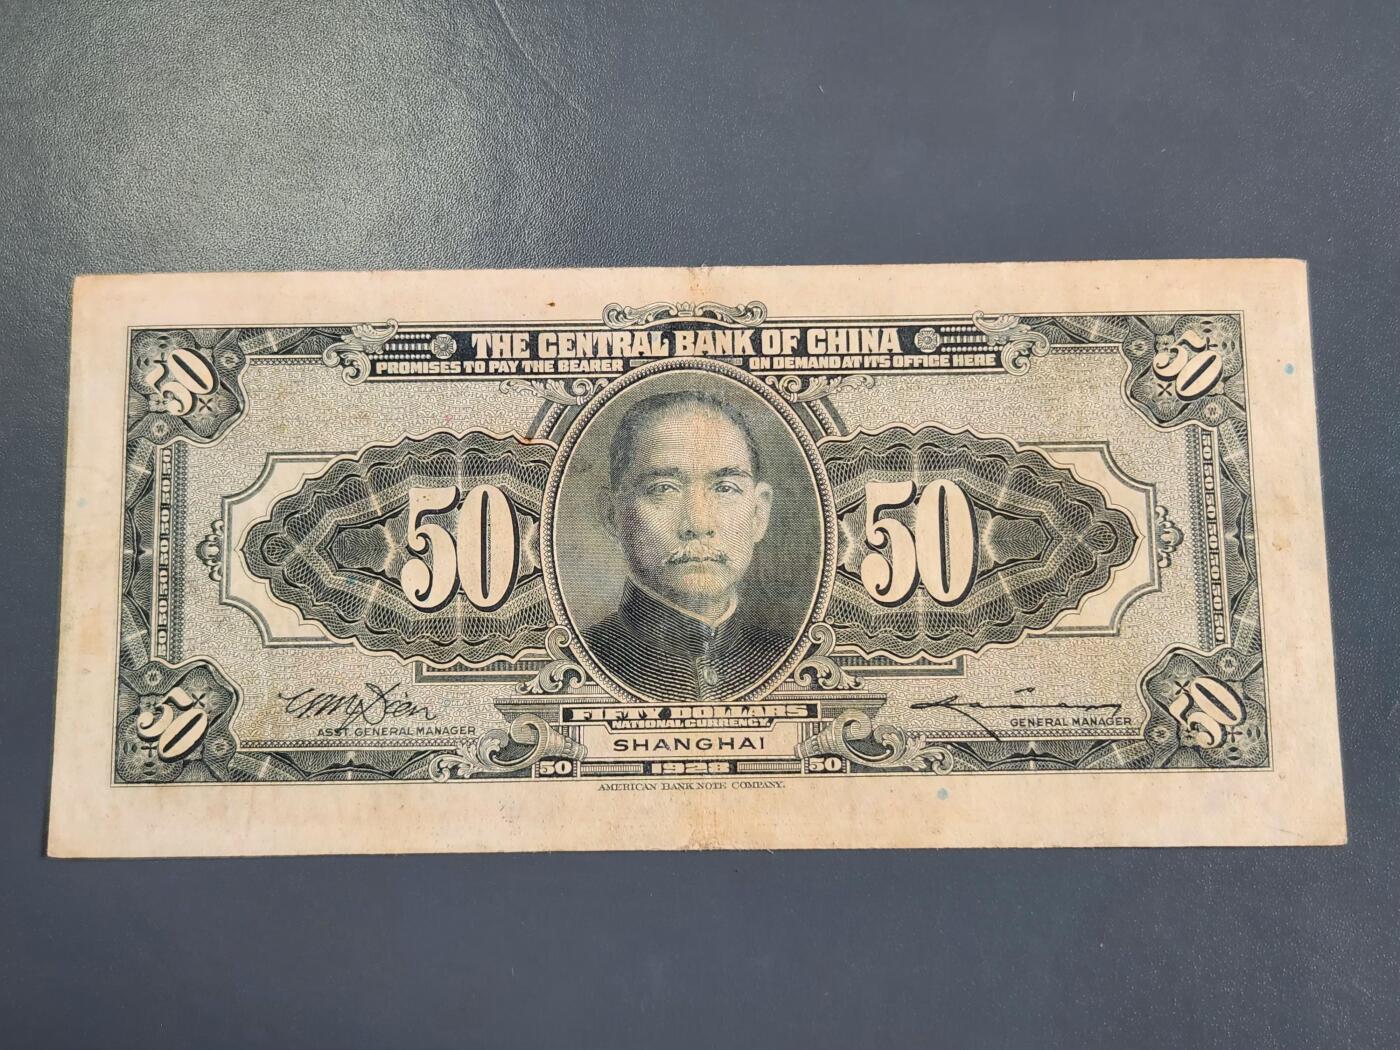 THE CENTRAL BANK OF CHINA
PROMISES TO PAY THE BEARER ON DEMAND AT ITS OFFICE HERE
50 50
50 50
50 50
ASST. GENERAL MANAGER
GENERAL MANAGER
FIFTY DOLLARS
NATIONAL CURRENCY
SHANGHAI
50 1928 50
AMERICAN BANK NOTE COMPANY.